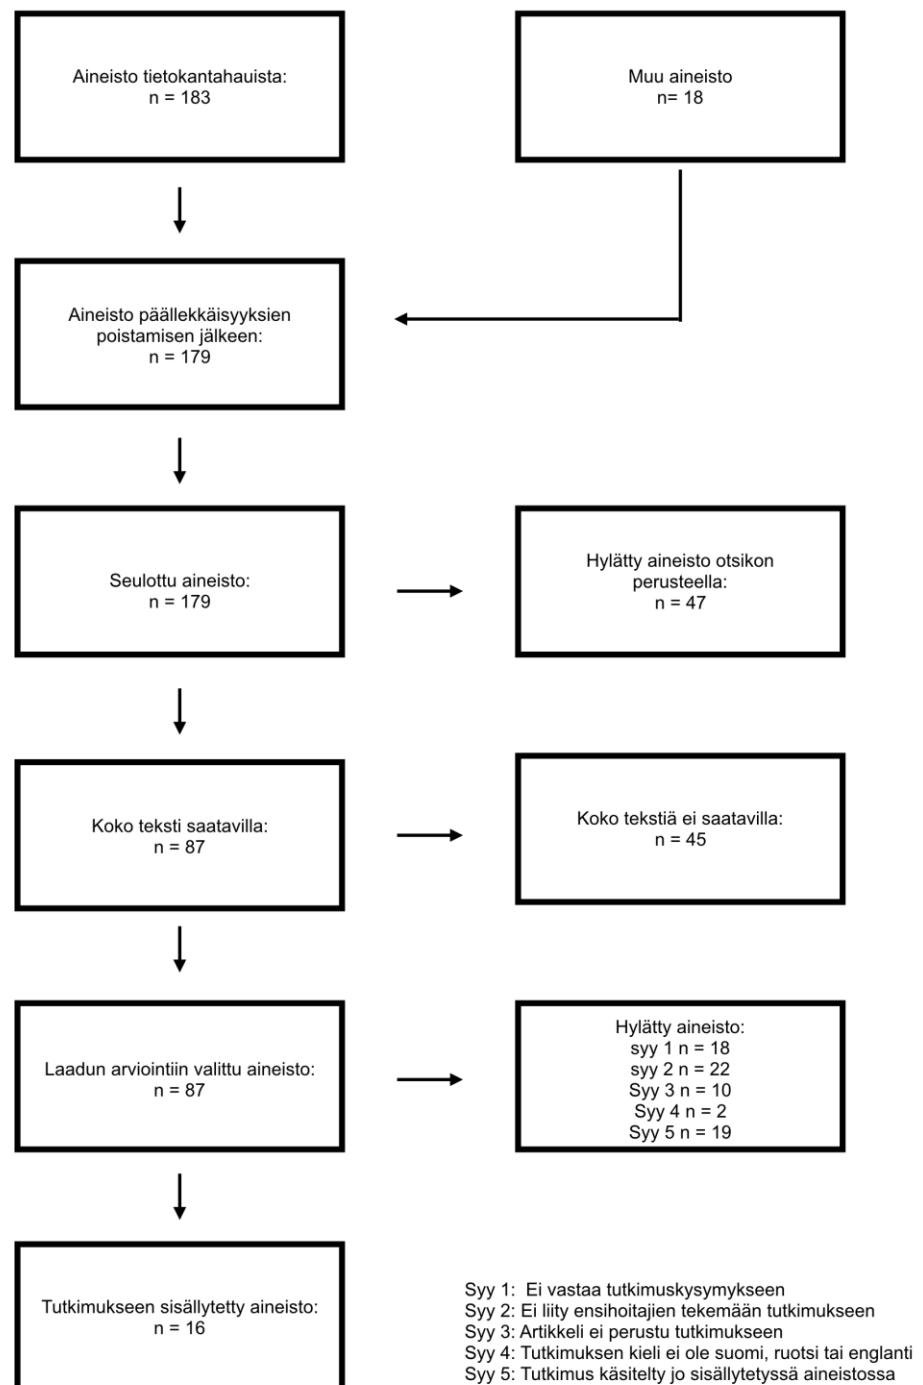 Aineisto tietokantahauista:
n = 183
Muu aineisto
n= 18
Aineisto päällekkäisyyksien
poistamisen jälkeen:
n = 179
Seulottu aineisto:
n = 179
Hylätty aineisto otsikon
perusteella:
n = 47
Koko teksti saatavilla:
n = 87
Koko tekstiä ei saatavilla:
n = 45
Laadun arviointiin valittu aineisto:
n = 87
Hylätty aineisto:
syy 1 n = 18
syy 2 n = 22
Syy 3 n = 10
Syy 4 n = 2
Syy 5 n = 19
Tutkimukseen sisällytetty aineisto:
n = 16
Syy 1:  Ei vastaa tutkimuskysymykseen
Syy 2: Ei liity ensihoitajien tekemään tutkimukseen
Syy 3: Artikkeli ei perustu tutkimukseen
Syy 4: Tutkimuksen kieli ei ole suomi, ruotsi tai englanti
Syy 5: Tutkimus käsitelty jo sisällytetyssä aineistossa